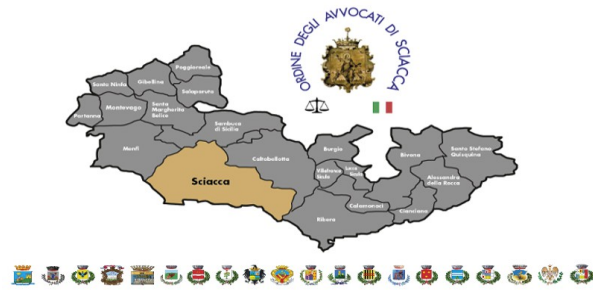 ORDINE DEGLI AVVOCATI DI SCIACCA
Poggioreale
Gibellina
Santa Ninfa
Salaparuta
Partanna
Montevago
Santa
Margherita
Belice
Sambuca
di Sicilia
Menfi
Caltabellotta
Sciacca
Burgio
Villafranca
Sicula
Lucca
Sicula
Bivona
Santo Stefano
Quisquina
Alessandria
della Rocca
Calamonaci
Cianciana
Ribera